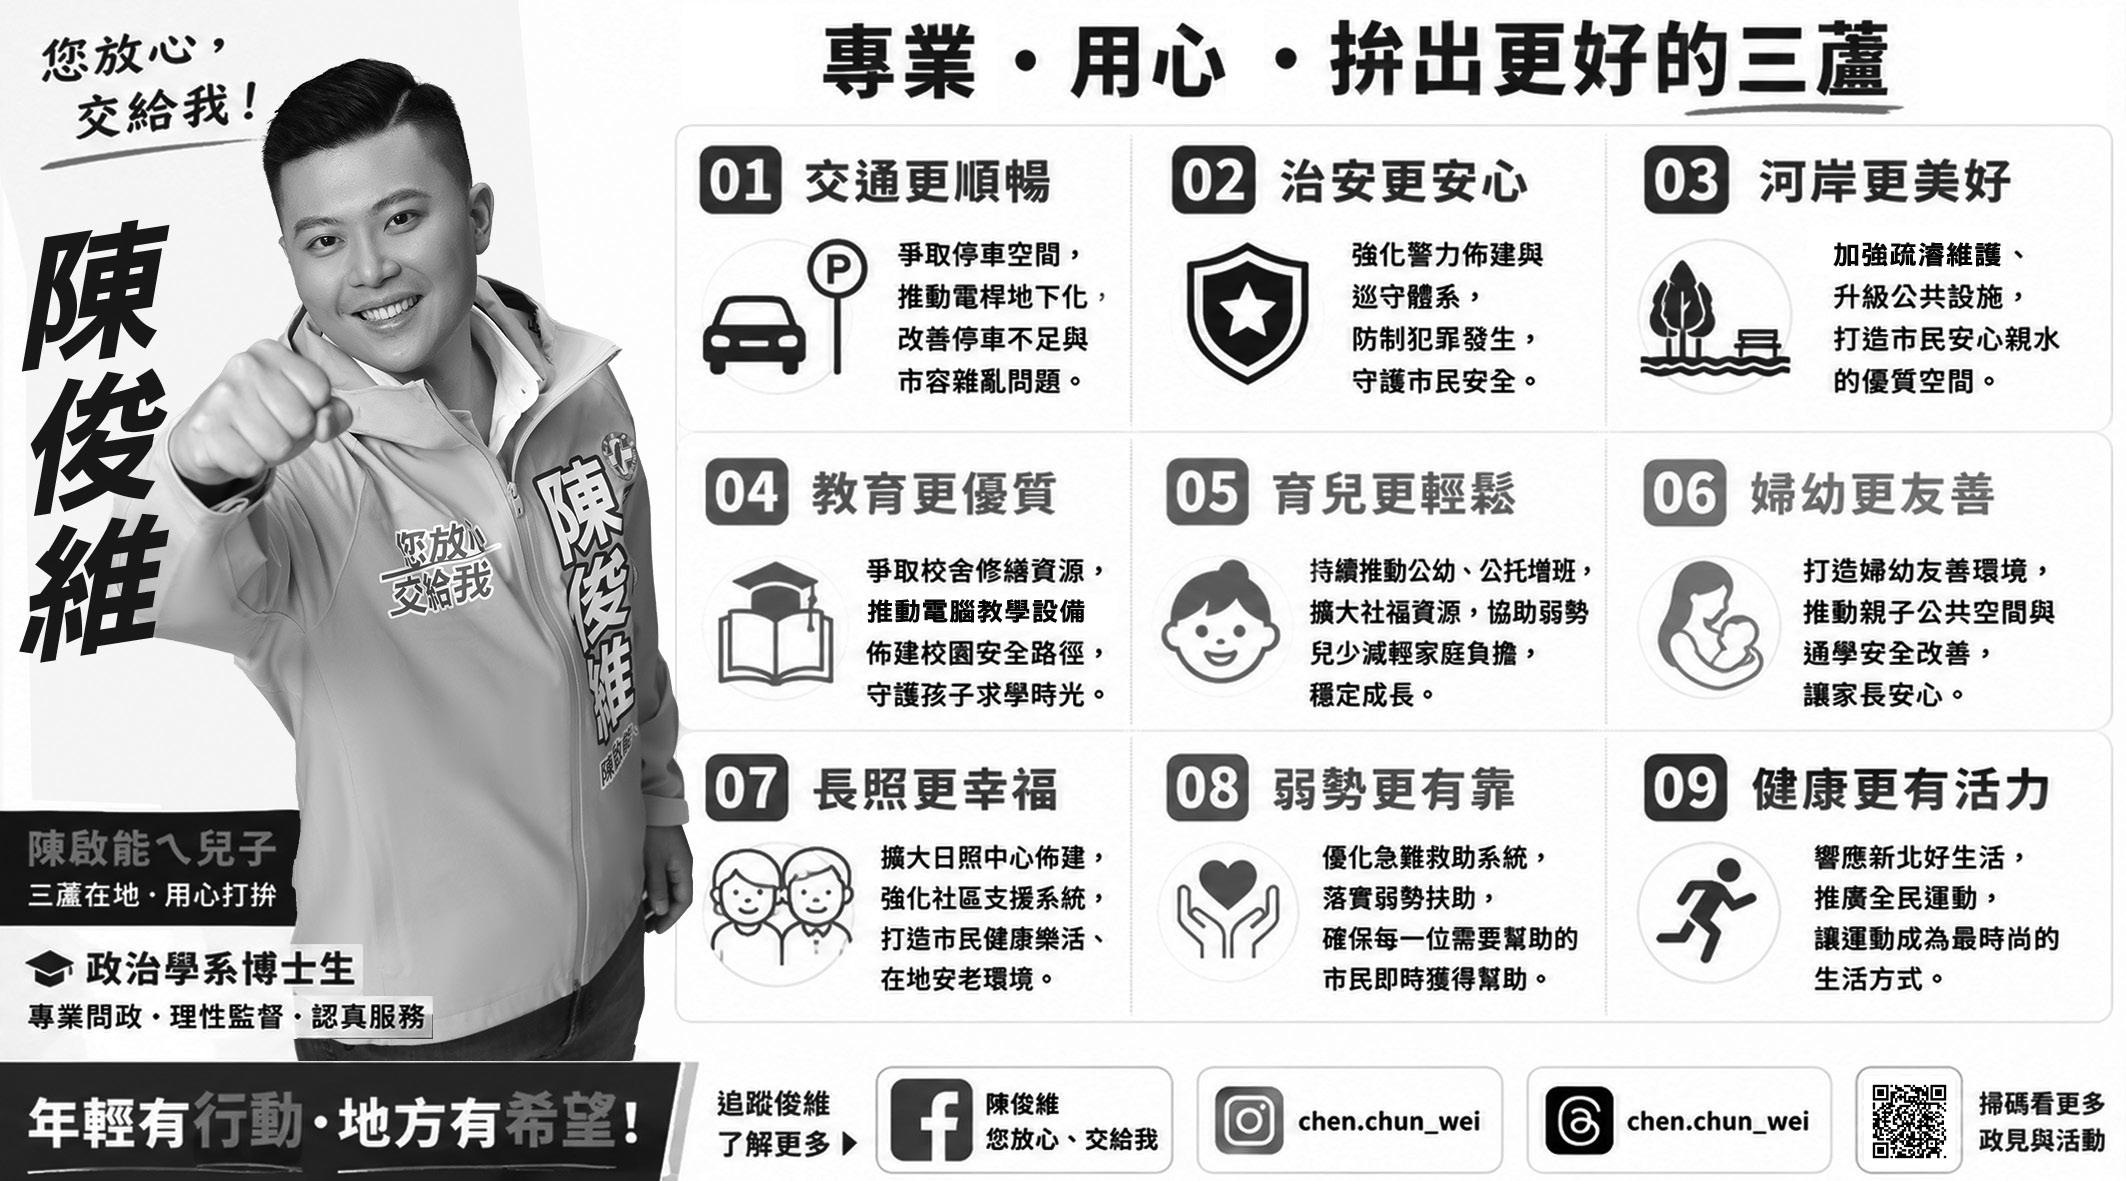 您放心，
交給我！
陳俊維
您放心
交給我
陳俊維
陳啟能ㄟ兒子
三蘆在地·用心打拚
政治學系博士生
專業問政·理性監督·認真服務
年輕有行動·地方有希望！
專業·用心·拚出更好的三蘆
01 交通更順暢
P
爭取停車空間，
推動電桿地下化，
改善停車不足與
市容雜亂問題。
02 治安更安心
強化警力佈建與
巡守體系，
防制犯罪發生，
守護市民安全。
03 河岸更美好
加強疏濬維護、
升級公共設施，
打造市民安心親水
的優質空間。
04 教育更優質
爭取校舍修繕資源，
推動電腦教學設備
佈建校園安全路徑，
守護孩子求學時光。
05 育兒更輕鬆
持續推動公幼、公托增班，
擴大社福資源，協助弱勢
兒少減輕家庭負擔，
穩定成長。
06 婦幼更友善
打造婦幼友善環境，
推動親子公共空間與
通學安全改善，
讓家長安心。
07 長照更幸福
擴大日照中心佈建，
強化社區支援系統，
打造市民健康樂活、
在地安老環境。
08 弱勢更有靠
優化急難救助系統，
落實弱勢扶助，
確保每一位需要幫助的
市民即時獲得幫助。
09 健康更有活力
響應新北好生活，
推廣全民運動，
讓運動成為最時尚的
生活方式。
追蹤俊維
了解更多
陳俊維
您放心、交給我
chen.chun_wei
chen.chun_wei
掃碼看更多
政見與活動